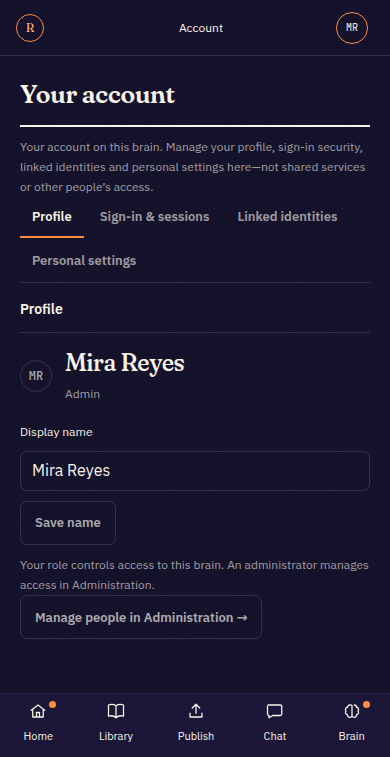 R
Account
MR
Your account
Your account on this brain. Manage your profile, sign-in security,
linked identities and personal settings here—not shared services
or other people's access.
Profile
Sign-in & sessions
Linked identities
Personal settings
Profile
MR
Mira Reyes
Admin
Display name
Mira Reyes
Save name
Your role controls access to this brain. An administrator manages
access in Administration.
Manage people in Administration →
Home
Library
Publish
Chat
Brain